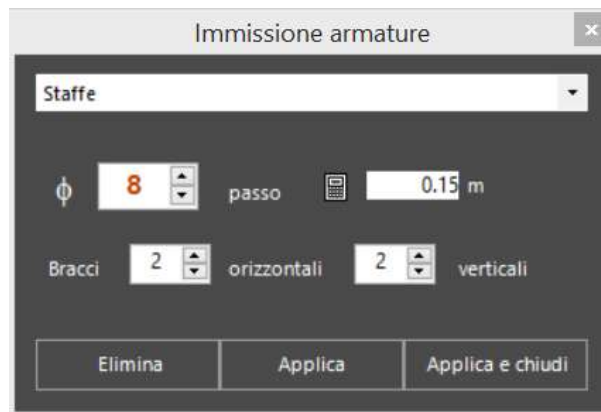 Immissione armature
Staffe
ϕ 8 passo 0.15 m
Bracci 2 orizzontali 2 verticali
Elimina Applica Applica e chiudi